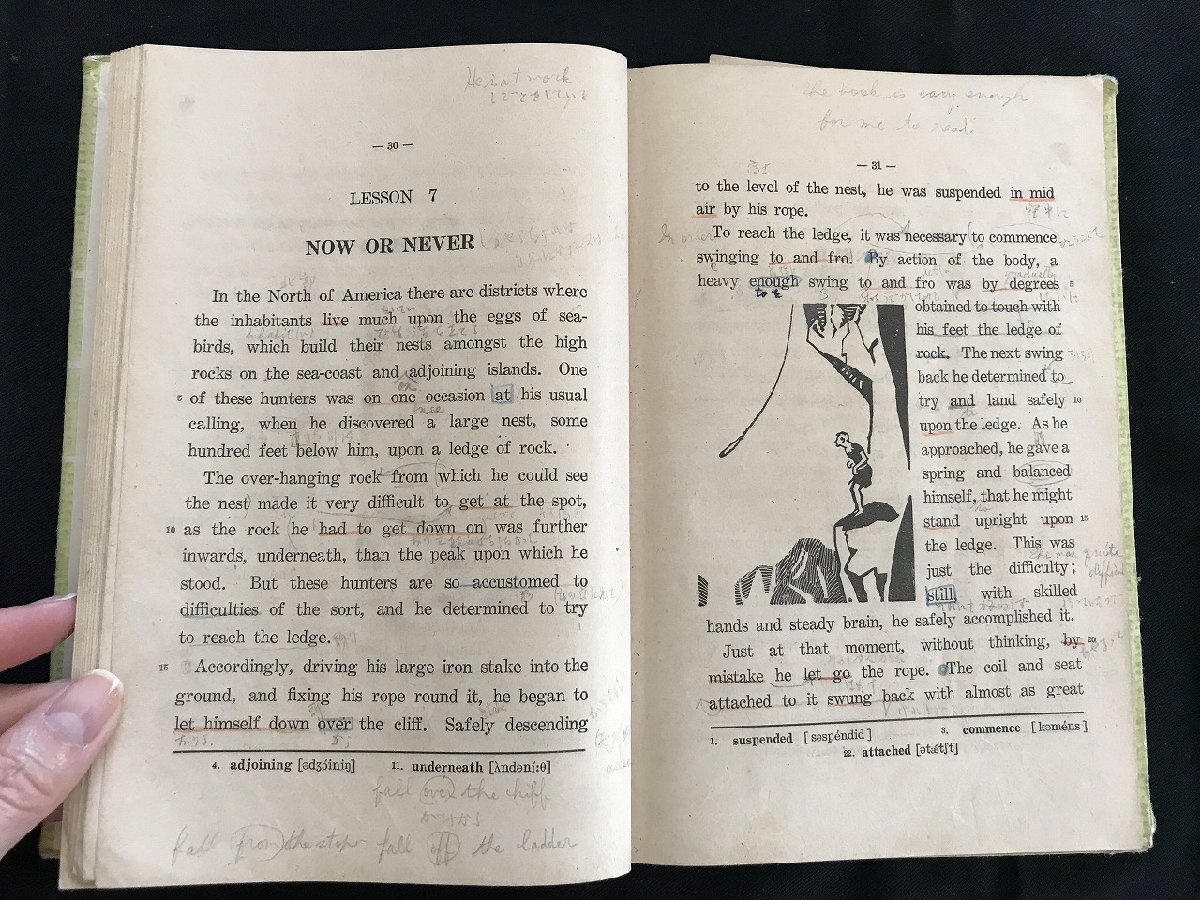 He is at work
— 30 —
LESSON 7
NOW OR NEVER
In the North of America there are districts where
the inhabitants live much upon the eggs of sea-
birds, which build their nests amongst the high
rocks on the sea-coast and adjoining islands. One
5 of these hunters was on one occasion at his usual
calling, when he discovered a large nest, some
hundred feet below him, upon a ledge of rock.
The over-hanging rock from (which he could see
the nest) made it very difficult to get at the spot,
10 as the rock (he had to get down on) was further
inwards, underneath, than the peak upon which he
stood. But these hunters are so accustomed to
difficulties of the sort, and he determined to try
to reach the ledge.
15 Accordingly, driving his large iron stake into the
ground, and fixing his rope round it, he began to
let himself down over the cliff. Safely descending
4. adjoining [ədʒɔ́iniŋ] 11. underneath [ʌ̀ndəní:θ]
fall over the cliff
fall from the step fall off the ladder
the book is easy enough
for me to read.
— 31 —
to the level of the nest, he was suspended in mid
air by his rope.
To reach the ledge, it was necessary to commence
swinging to and fro. By action of the body, a
gradually
heavy enough swing to and fro was by degrees 5
obtained to touch with
his feet the ledge of
rock. The next swing
back he determined to
try and land safely 10
upon the ledge. As he
approached, he gave a
spring and balanced
himself, that he might
stand upright upon 15
the ledge. This was
just the difficulty;
still with skilled
hands and steady brain, he safely accomplished it.
Just at that moment, without thinking, by 20
mistake he let go the rope. The coil and seat
attached to it swung back with almost as great
1. suspended [səspéndid] 3. commence [kəméns]
22. attached [ətǽtʃt]